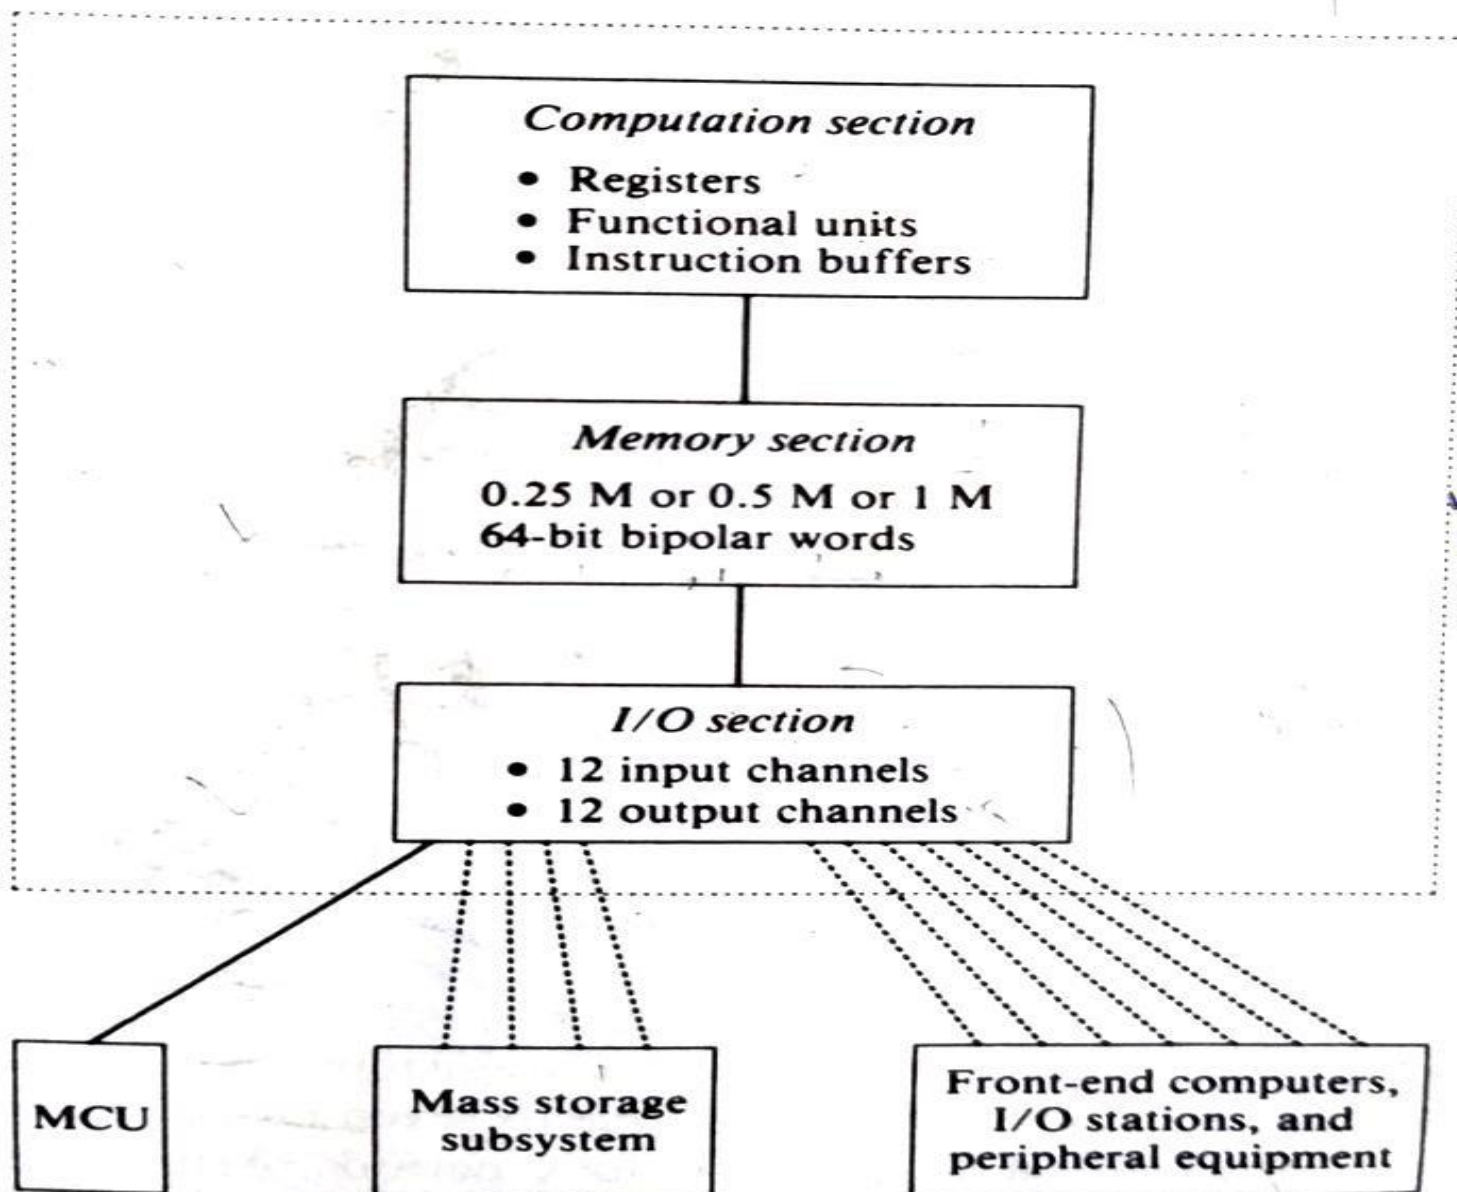 Computation section
• Registers
• Functional units
• Instruction buffers
Memory section
0.25 M or 0.5 M or 1 M
64-bit bipolar words
I/O section
• 12 input channels
• 12 output channels
MCU
Mass storage
subsystem
Front-end computers,
I/O stations, and
peripheral equipment